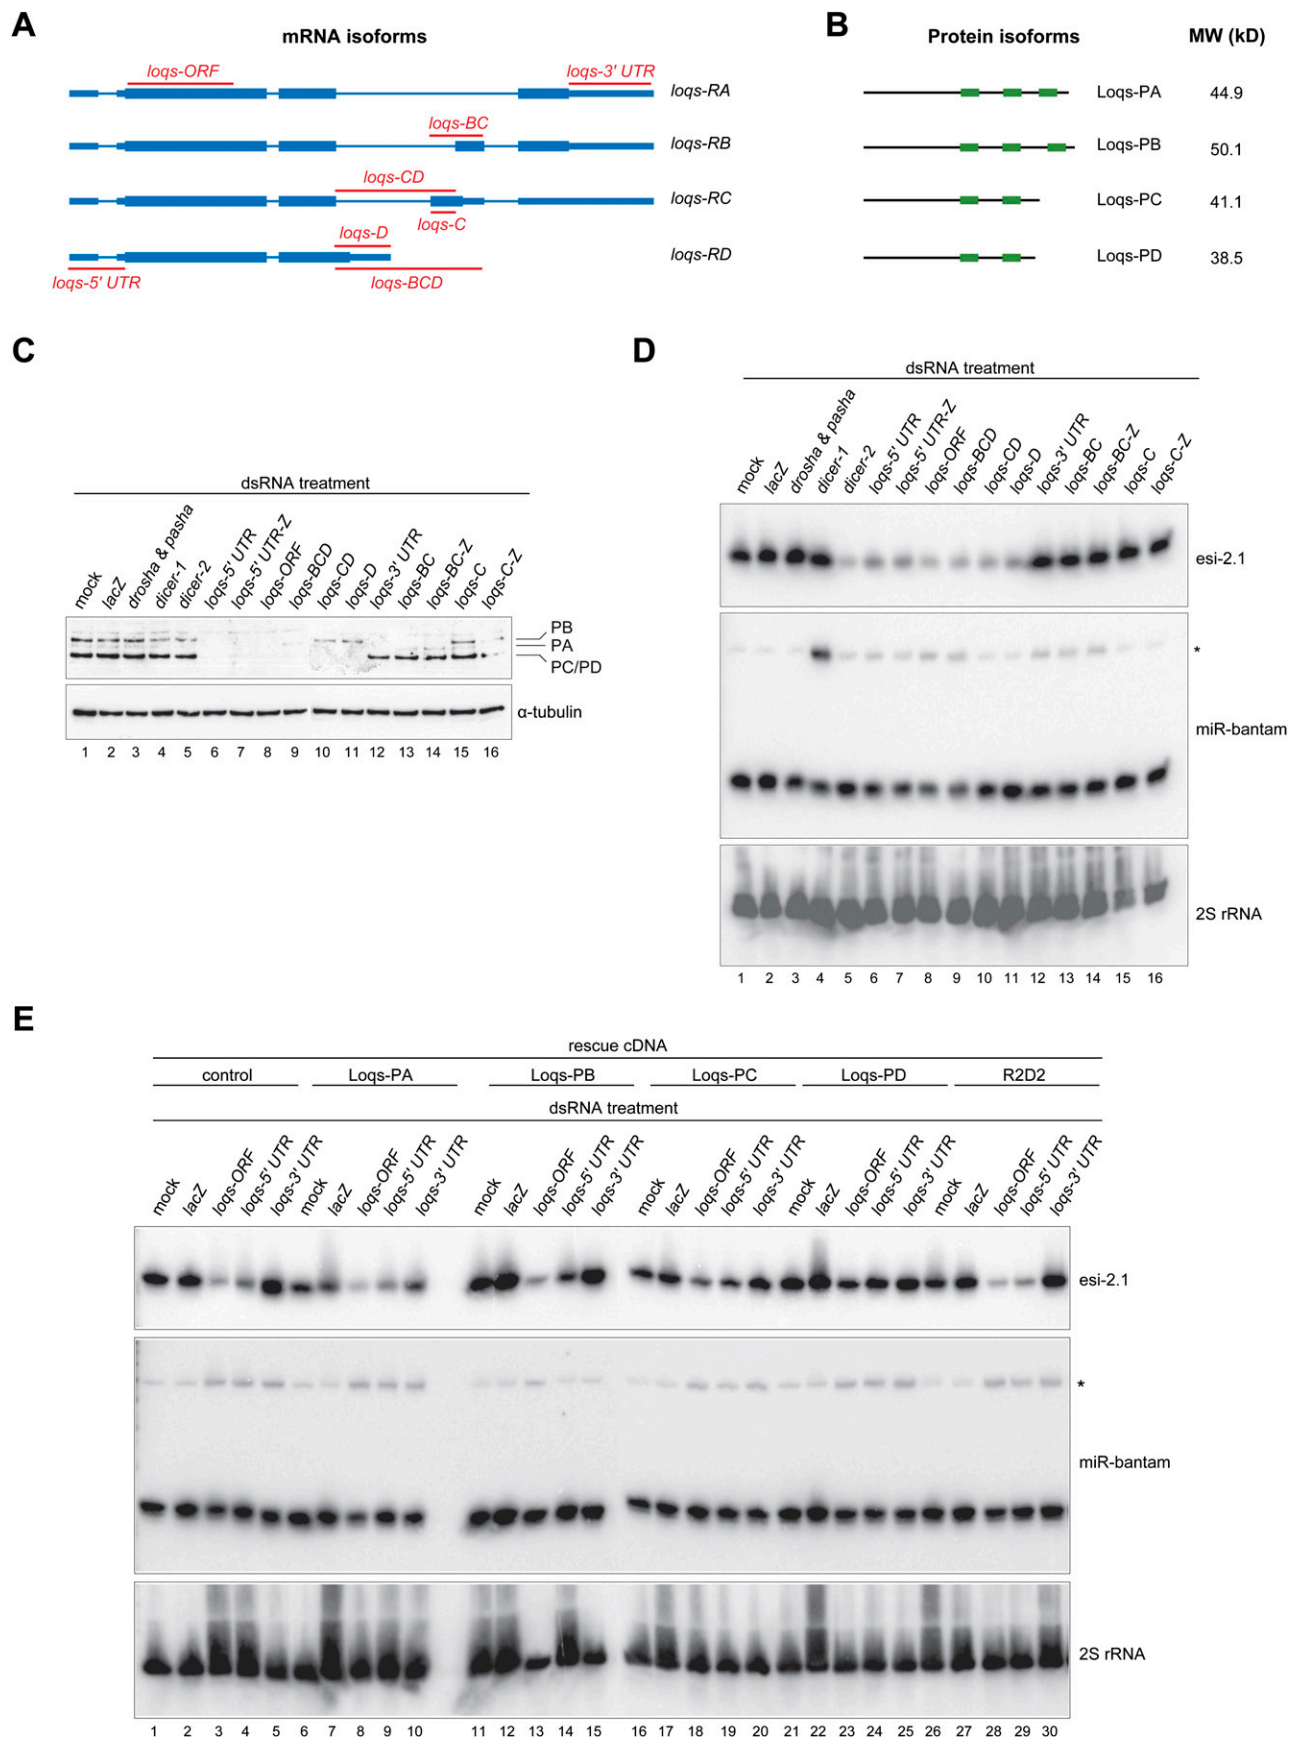 A
mRNA isoforms
loqs-ORF
loqs-3' UTR
loqs-RA
loqs-BC
loqs-RB
loqs-CD
loqs-RC
loqs-C
loqs-D
loqs-RD
loqs-5' UTR
loqs-BCD
B
Protein isoforms MW (kD)
Loqs-PA 44.9
Loqs-PB 50.1
Loqs-PC 41.1
Loqs-PD 38.5
C
dsRNA treatment
mock
lacZ
drosha & pasha
dicer-1
dicer-2
loqs-5' UTR
loqs-5' UTR-Z
loqs-ORF
loqs-BCD
loqs-CD
loqs-D
loqs-3' UTR
loqs-BC
loqs-BC-Z
loqs-C
loqs-C-Z
PB
PA
PC/PD
α-tubulin
1 2 3 4 5 6 7 8 9 10 11 12 13 14 15 16
D
dsRNA treatment
mock
lacZ
drosha & pasha
dicer-1
dicer-2
loqs-5' UTR
loqs-5' UTR-Z
loqs-ORF
loqs-BCD
loqs-CD
loqs-D
loqs-3' UTR
loqs-BC
loqs-BC-Z
loqs-C
loqs-C-Z
esi-2.1
*
miR-bantam
2S rRNA
1 2 3 4 5 6 7 8 9 10 11 12 13 14 15 16
E
rescue cDNA
control Loqs-PA Loqs-PB Loqs-PC Loqs-PD R2D2
dsRNA treatment
mock
lacZ
loqs-ORF
loqs-5' UTR
loqs-3' UTR
mock
lacZ
loqs-ORF
loqs-5' UTR
loqs-3' UTR
mock
lacZ
loqs-ORF
loqs-5' UTR
loqs-3' UTR
mock
lacZ
loqs-ORF
loqs-5' UTR
loqs-3' UTR
mock
lacZ
loqs-ORF
loqs-5' UTR
loqs-3' UTR
mock
lacZ
loqs-ORF
loqs-5' UTR
loqs-3' UTR
esi-2.1
*
miR-bantam
2S rRNA
1 2 3 4 5 6 7 8 9 10 11 12 13 14 15 16 17 18 19 20 21 22 23 24 25 26 27 28 29 30